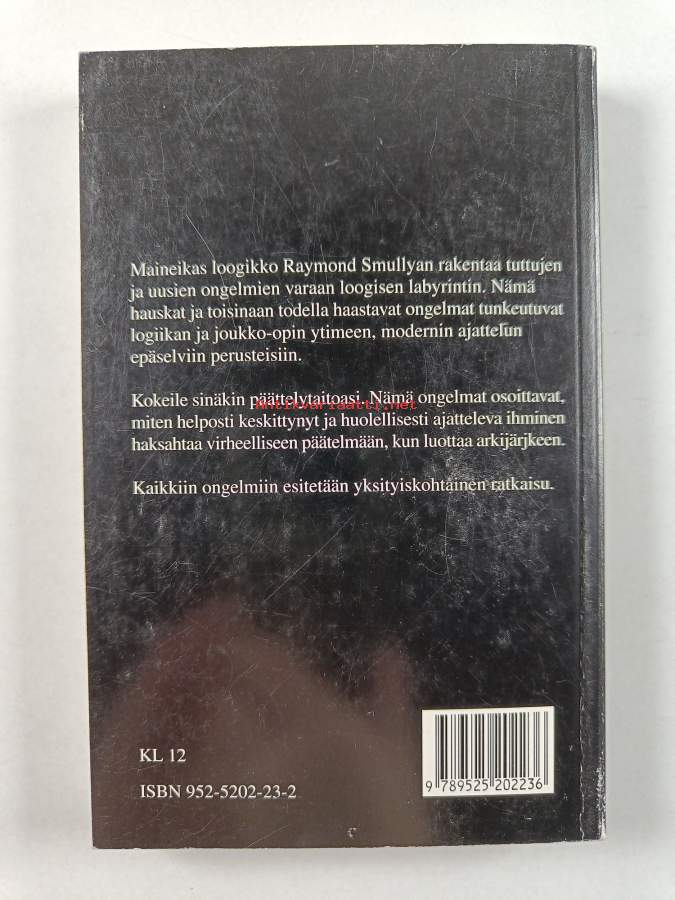 Maineikas loogikko Raymond Smullyan rakentaa tuttujen
ja uusien ongelmien varaan loogisen labyrintin. Nämä
hauskat ja toisinaan todella haastavat ongelmat tunkeutuvat
logiikan ja joukko-opin ytimeen, modernin ajattelun
epäselviin perusteisiin.
Kokeile sinäkin päättelytaitoasi. Nämä ongelmat osoittavat,
Antikvariaatti.net
miten helposti keskittynyt ja huolellisesti ajatteleva ihminen
haksahtaa virheelliseen päätelmään, kun luottaa arkijärjkeen.
Kaikkiin ongelmiin esitetään yksityiskohtainen ratkaisu.
KL 12
ISBN 952-5202-23-2
9 789525 202236